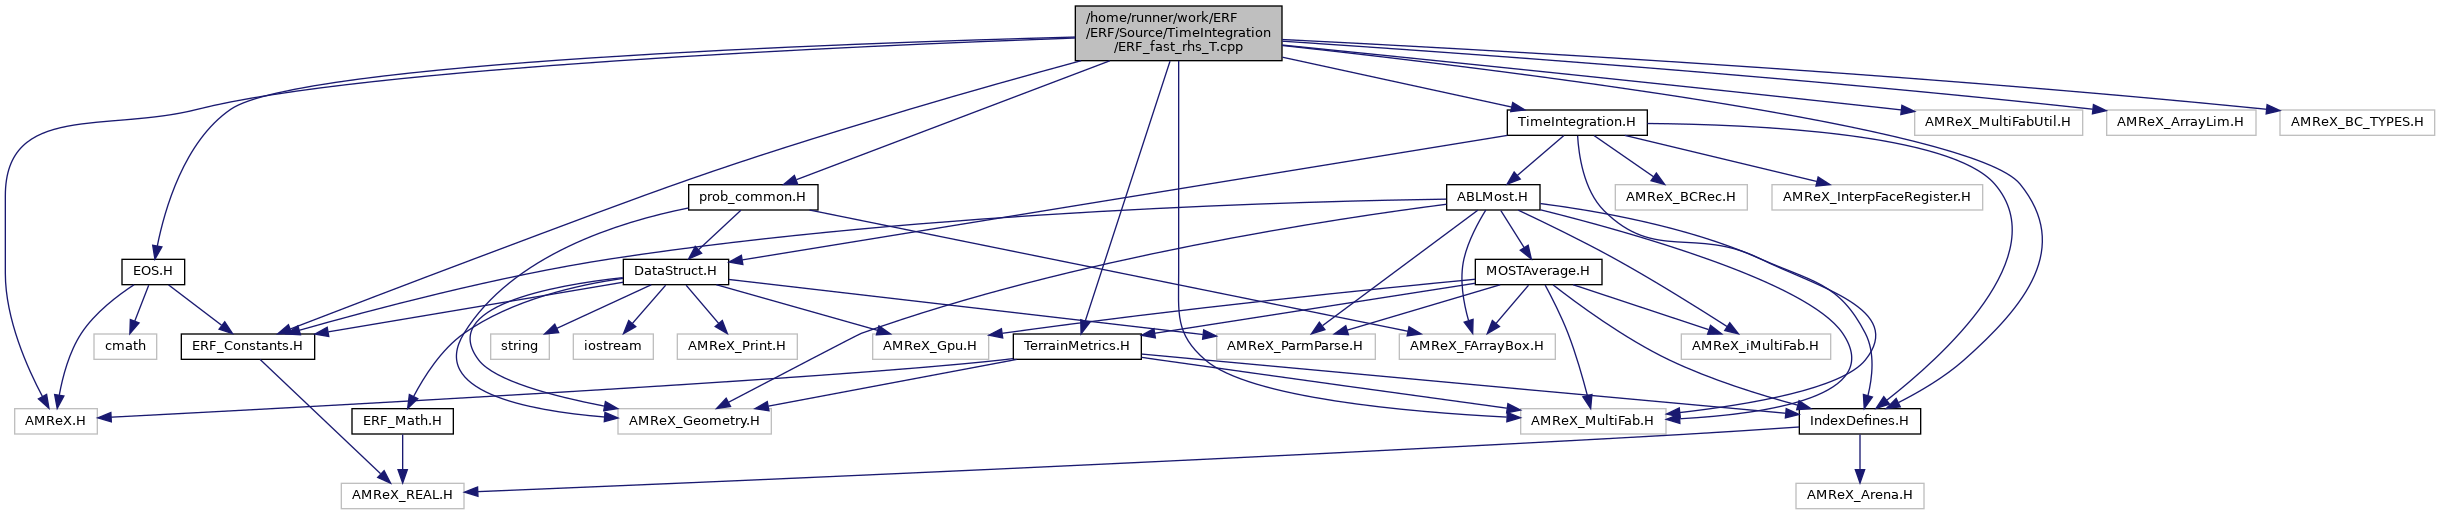 /home/runner/work/ERF
/ERF/Source/TimeIntegration
/ERF_fast_rhs_T.cpp
TimeIntegration.H
AMReX_MultiFabUtil.H
AMReX_ArrayLim.H
AMReX_BC_TYPES.H
prob_common.H
ABLMost.H
AMReX_BCRec.H
AMReX_InterpFaceRegister.H
EOS.H
DataStruct.H
MOSTAverage.H
cmath
ERF_Constants.H
string
iostream
AMReX_Print.H
AMReX_Gpu.H
TerrainMetrics.H
AMReX_ParmParse.H
AMReX_FArrayBox.H
AMReX_iMultiFab.H
AMReX.H
ERF_Math.H
AMReX_Geometry.H
AMReX_MultiFab.H
IndexDefines.H
AMReX_REAL.H
AMReX_Arena.H